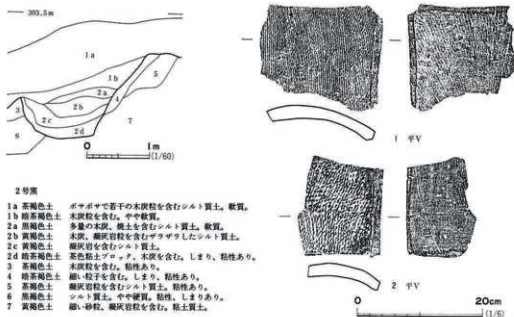 303.5m
1a
1b
2a
2b
2c
2d
3
4
5
6
7
0 1m
(1/60)
1 平V
2 平V
0 20cm
(1/6)
2号窯
1a 茶褐色土 ボサボサで若干の木炭粒を含むシルト質土。軟質。
1b 暗茶褐色土 木炭粒を含む。やや軟質。
2a 黒褐色土 多量の木炭、焼土を含むシルト質土。軟質。
2b 黄褐色土 木炭、凝灰岩粒を含むザラザラしたシルト質土。
2c 黄褐色土 凝灰岩を含むシルト質土。
2d 暗茶褐色土 茶色粘土ブロック、木炭を含む。しまり、粘性あり。
3 茶褐色土 木炭粒を含む。粘性あり。
4 暗茶褐色土 細い粒子を含む。しまり、粘性あり。
5 茶褐色土 凝灰岩粒を含むシルト質土。粘性あり。
6 黒褐色土 シルト質土。やや硬質。粘性、しまりあり。
7 黄褐色土 細い砂粒、凝灰岩粒を含む。粘土質土。